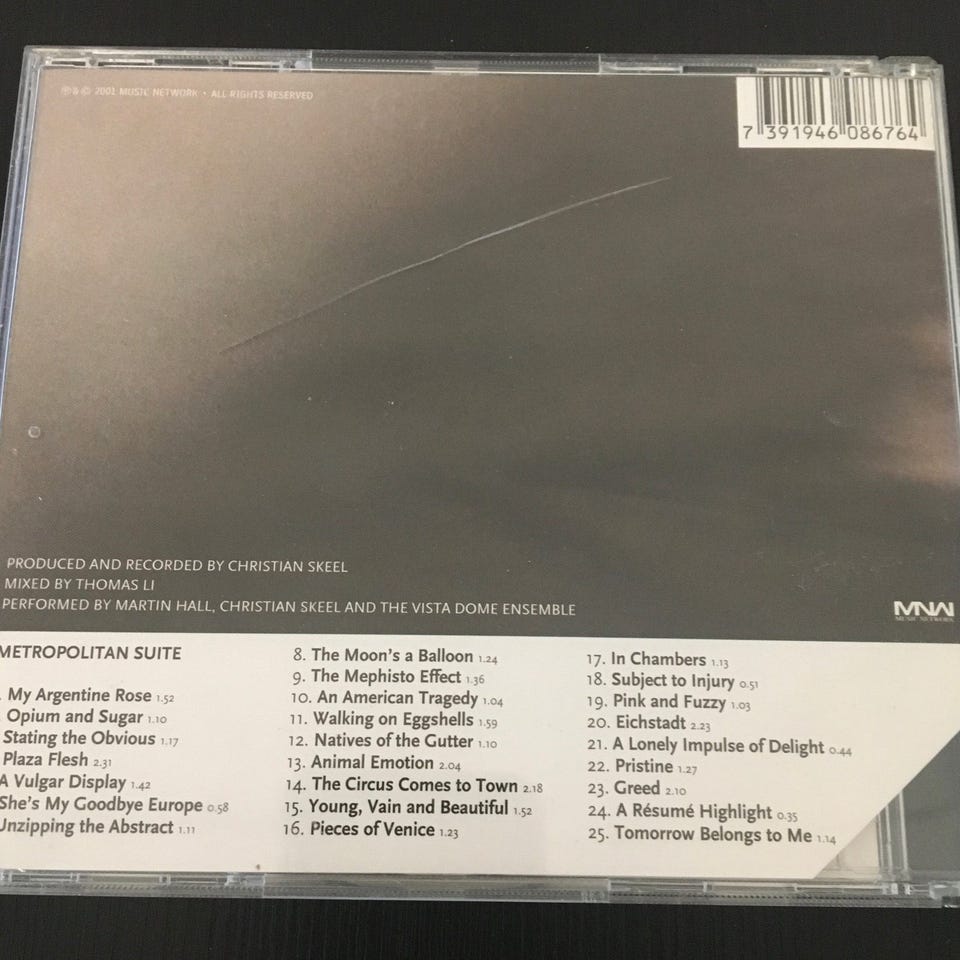 ℗ & © 2001 MUSIC NETWORK • ALL RIGHTS RESERVED
7 391946 086764
PRODUCED AND RECORDED BY CHRISTIAN SKEEL
MIXED BY THOMAS LI
PERFORMED BY MARTIN HALL, CHRISTIAN SKEEL AND THE VISTA DOME ENSEMBLE
MNW
MUSIC NETWORK
METROPOLITAN SUITE
. My Argentine Rose 1.52
Opium and Sugar 1.10
Stating the Obvious 1.17
Plaza Flesh 2.31
A Vulgar Display 1.42
She's My Goodbye Europe 0.58
Unzipping the Abstract 1.11
8. The Moon's a Balloon 1.24
9. The Mephisto Effect 1.36
10. An American Tragedy 1.04
11. Walking on Eggshells 1.59
12. Natives of the Gutter 1.10
13. Animal Emotion 2.04
14. The Circus Comes to Town 2.18
15. Young, Vain and Beautiful 1.52
16. Pieces of Venice 1.23
17. In Chambers 1.13
18. Subject to Injury 0.51
19. Pink and Fuzzy 1.03
20. Eichstadt 2.23
21. A Lonely Impulse of Delight 0.44
22. Pristine 1.27
23. Greed 2.10
24. A Résumé Highlight 0.35
25. Tomorrow Belongs to Me 1.14